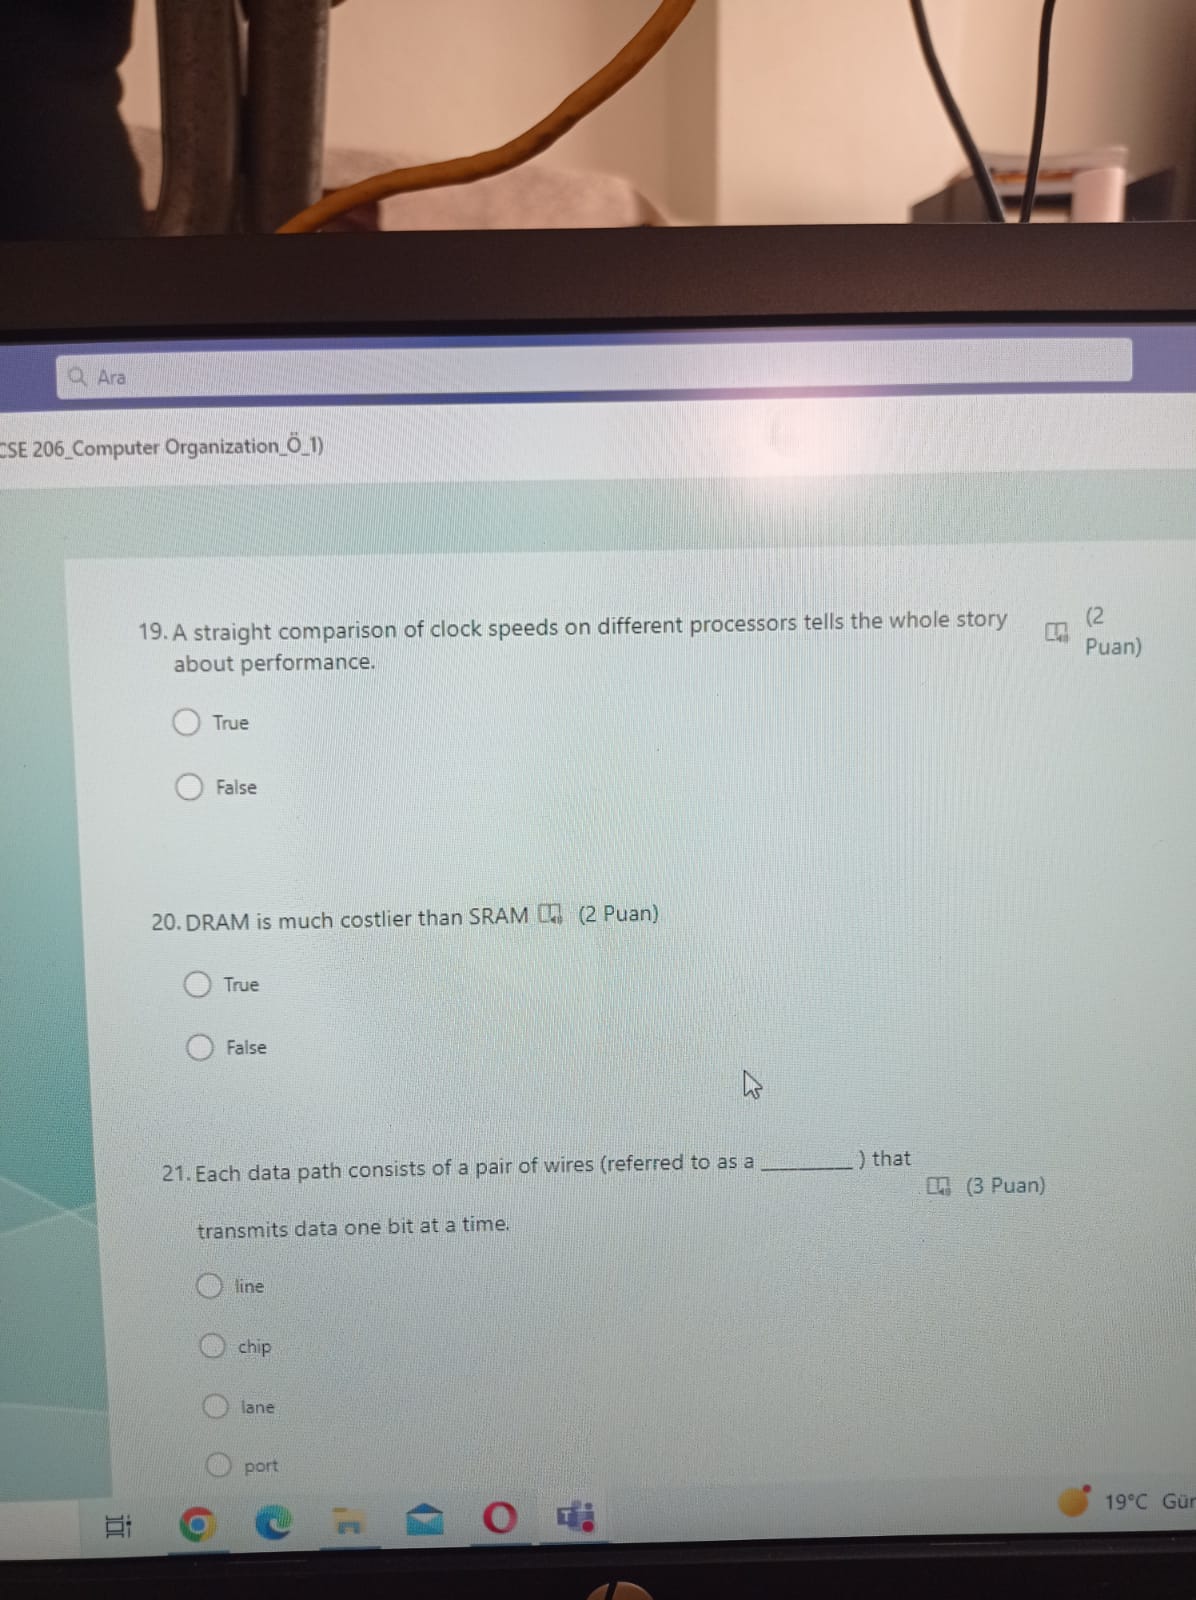 Ara
CSE 206_Computer Organization_Ö_1)
19. A straight comparison of clock speeds on different processors tells the whole story
about performance.
(2
Puan)
True
False
20. DRAM is much costlier than SRAM (2 Puan)
True
False
21. Each data path consists of a pair of wires (referred to as a ________ ) that
(3 Puan)
transmits data one bit at a time.
line
chip
lane
port
19°C